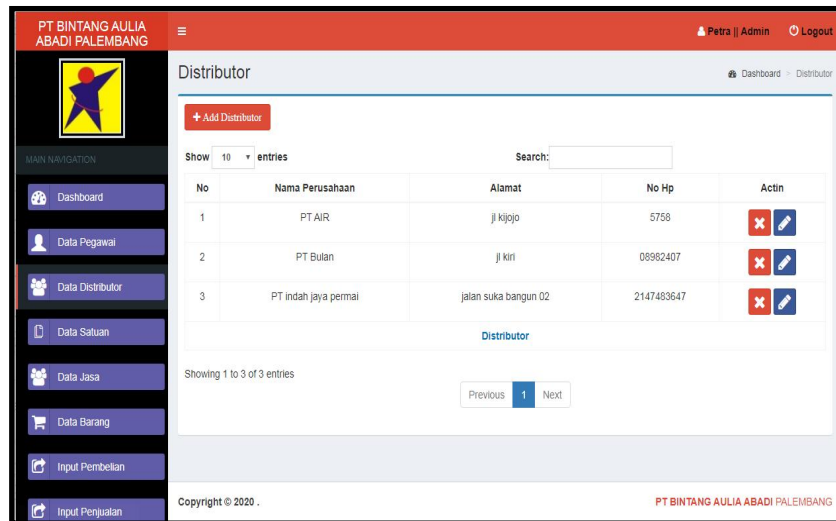 PT BINTANG AULIA
ABADI PALEMBANG
Petra || Admin Logout
MAIN NAVIGATION
Dashboard
Data Pegawai
Data Distributor
Data Satuan
Data Jasa
Data Barang
Input Pembelian
Input Penjualan
Distributor
Dashboard > Distributor
+ Add Distributor
Show 10 entries Search:
No Nama Perusahaan Alamat No Hp Actin
1 PT AIR jl kijojo 5758
2 PT Bulan jl kiri 08982407
3 PT indah jaya permai jalan suka bangun 02 2147483647
Distributor
Showing 1 to 3 of 3 entries
Previous 1 Next
Copyright © 2020 . PT BINTANG AULIA ABADI PALEMBANG